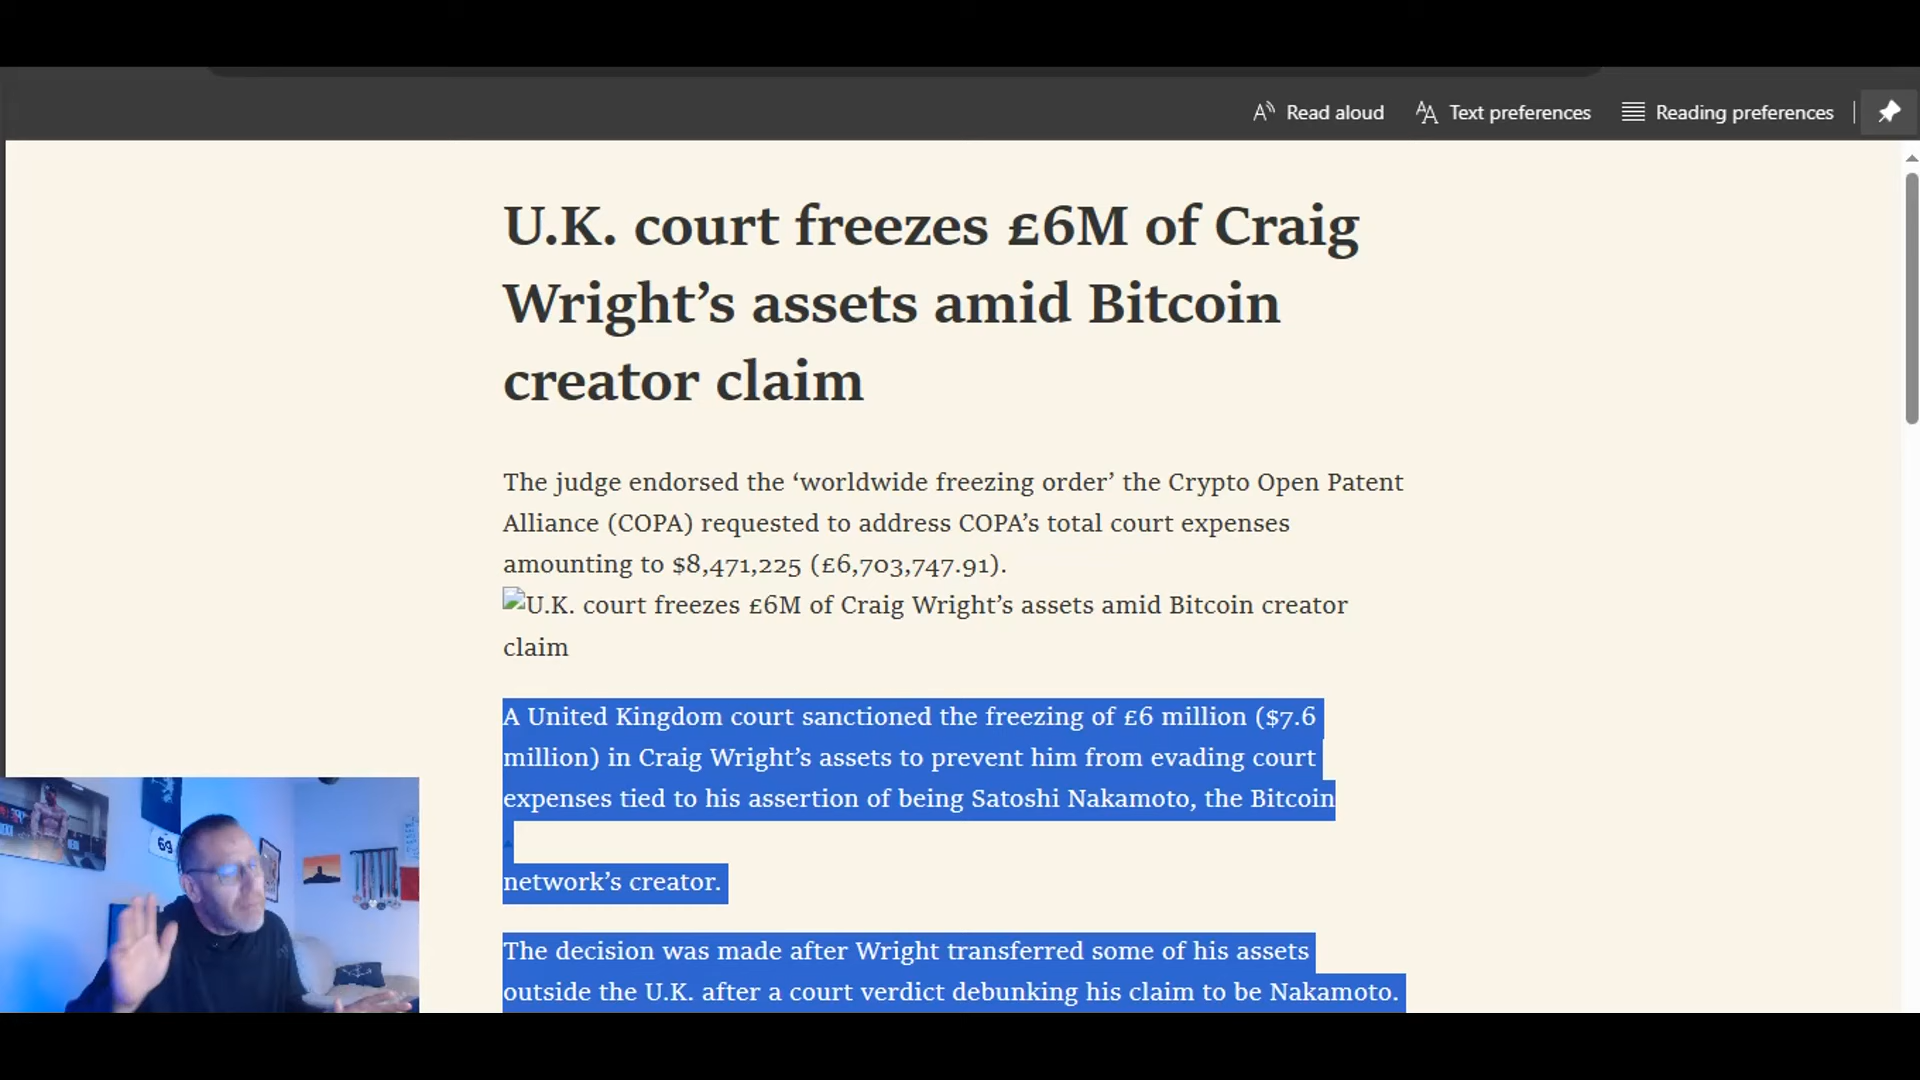 Read aloud
Text preferences
Reading preferences
U.K. court freezes £6M of Craig
Wright’s assets amid Bitcoin
creator claim
The judge endorsed the ‘worldwide freezing order’ the Crypto Open Patent
Alliance (COPA) requested to address COPA’s total court expenses
amounting to $8,471,225 (£6,703,747.91).
U.K. court freezes £6M of Craig Wright’s assets amid Bitcoin creator
claim
A United Kingdom court sanctioned the freezing of £6 million ($7.6
million) in Craig Wright’s assets to prevent him from evading court
expenses tied to his assertion of being Satoshi Nakamoto, the Bitcoin
network’s creator.
The decision was made after Wright transferred some of his assets
outside the U.K. after a court verdict debunking his claim to be Nakamoto.
69